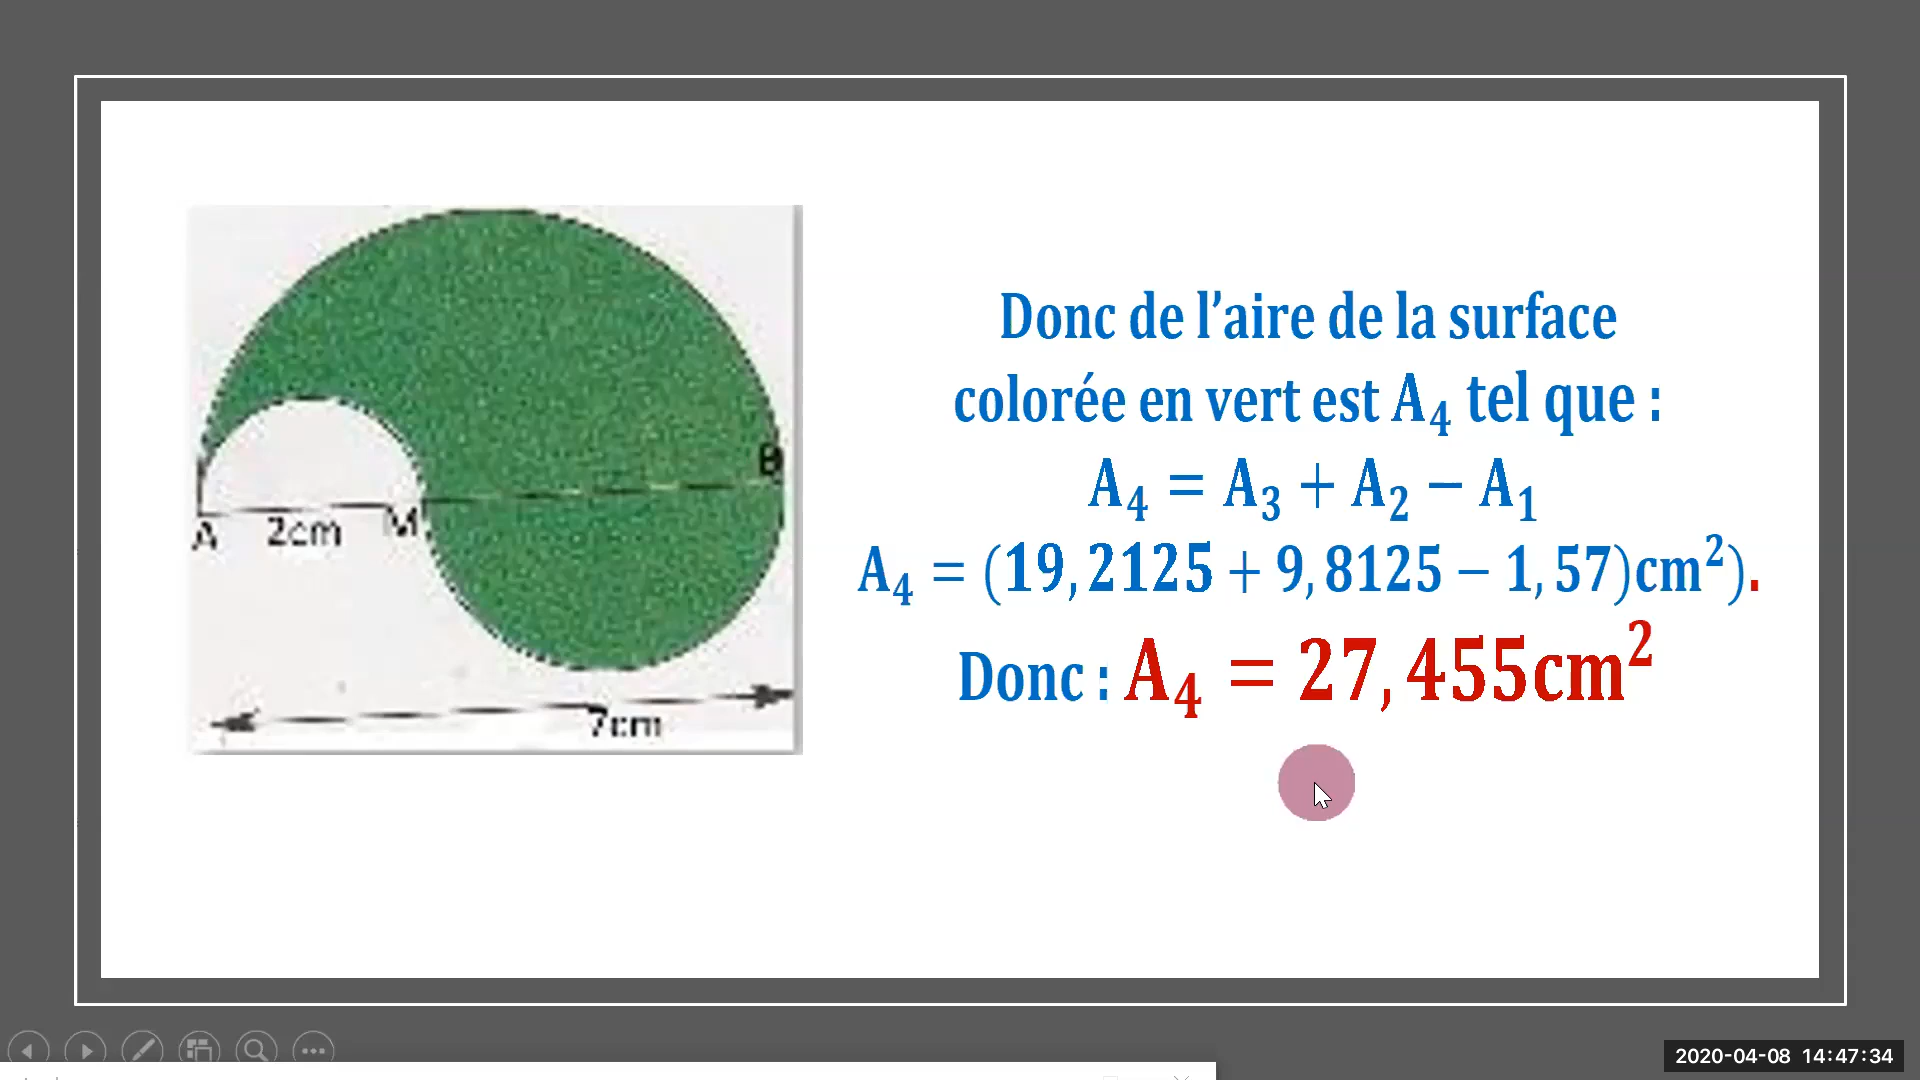 Donc de l’aire de la surface
colorée en vert est A₄ tel que :
A₄ = A₃ + A₂ − A₁
A₄ = (19,2125 + 9,8125 − 1,57)cm²).
Donc : A₄ = 27,455cm²
B
A 2cm M
7cm
2020-04-08 14:47:34